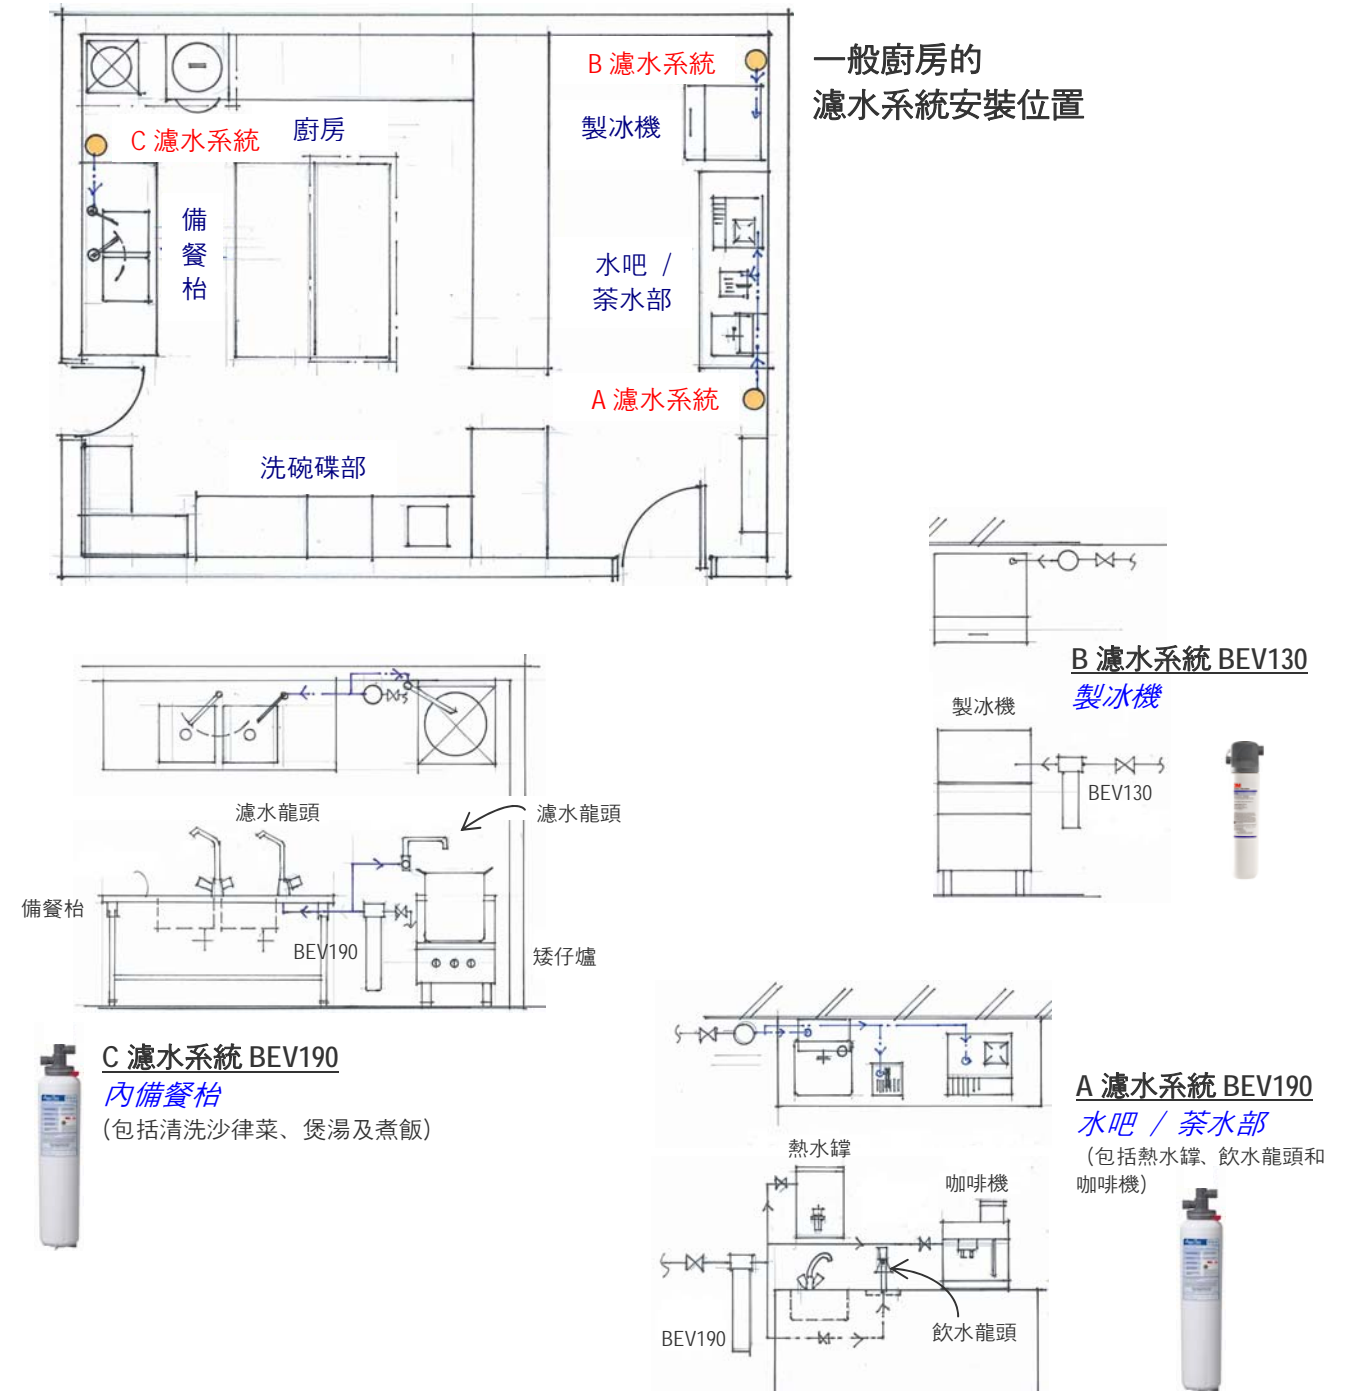 一般廚房的
濾水系統安裝位置
B 濾水系統
製冰機
C 濾水系統
廚房
備
餐
枱
水吧 /
茶水部
A 濾水系統
洗碗碟部
B 濾水系統 BEV130
製冰機
製冰機
BEV130
濾水龍頭
濾水龍頭
備餐枱
BEV190
矮仔爐
C 濾水系統 BEV190
內備餐枱
(包括清洗沙律菜、煲湯及煮飯)
A 濾水系統 BEV190
水吧 / 茶水部
(包括熱水罉、飲水龍頭和
咖啡機)
熱水罉
咖啡機
BEV190
飲水龍頭